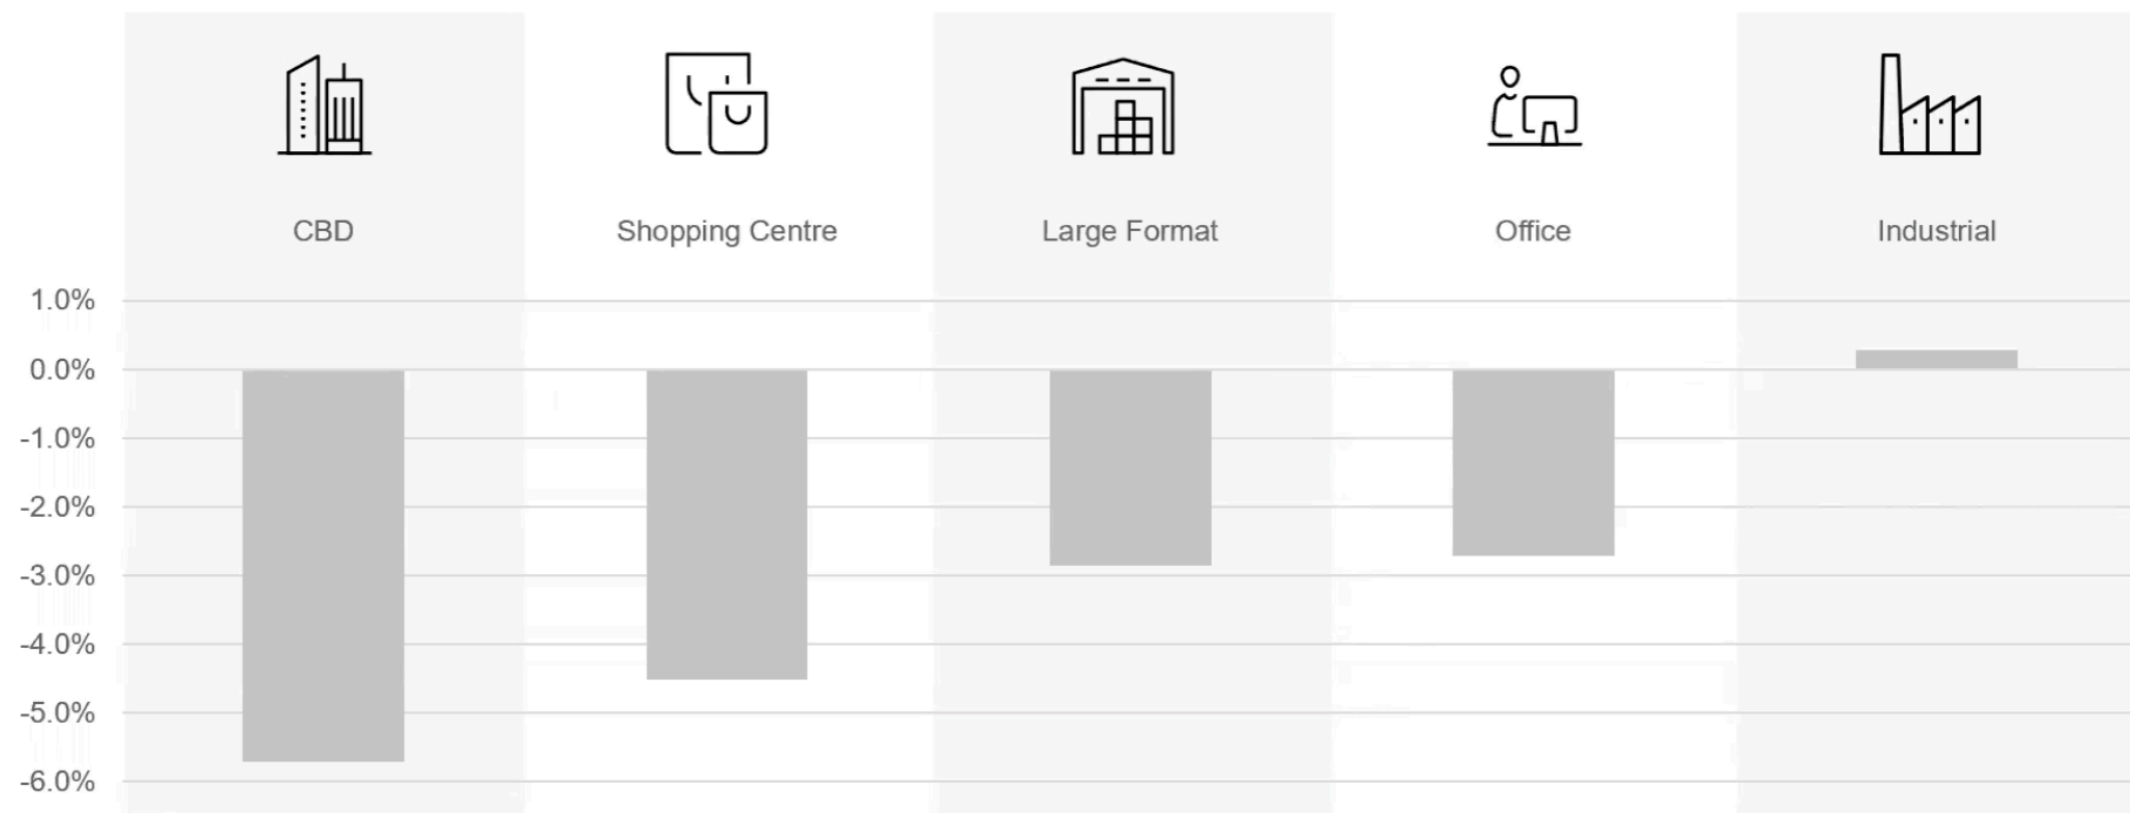 CBD
Shopping Centre
Large Format
Office
Industrial
1.0%
0.0%
-1.0%
-2.0%
-3.0%
-4.0%
-5.0%
-6.0%